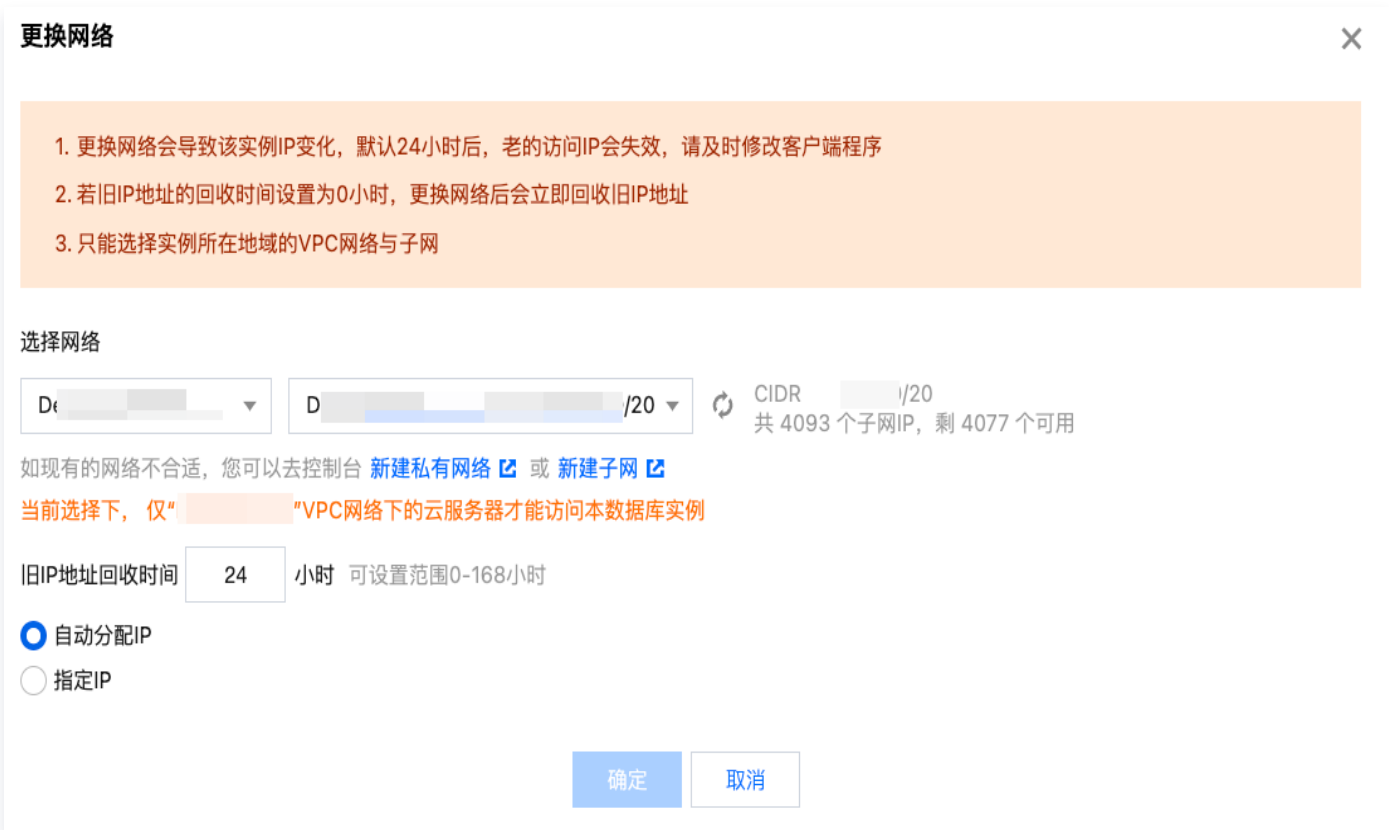 更换网络
1. 更换网络会导致该实例IP变化，默认24小时后，老的访问IP会失效，请及时修改客户端程序
2. 若旧IP地址的回收时间设置为0小时，更换网络后会立即回收旧IP地址
3. 只能选择实例所在地域的VPC网络与子网
选择网络
De D /20 CIDR /20
共 4093 个子网IP，剩 4077 个可用
如现有的网络不合适，您可以去控制台 新建私有网络 或 新建子网
当前选择下， 仅“ ”VPC网络下的云服务器才能访问本数据库实例
旧IP地址回收时间 24 小时 可设置范围0-168小时
自动分配IP
指定IP
确定 取消